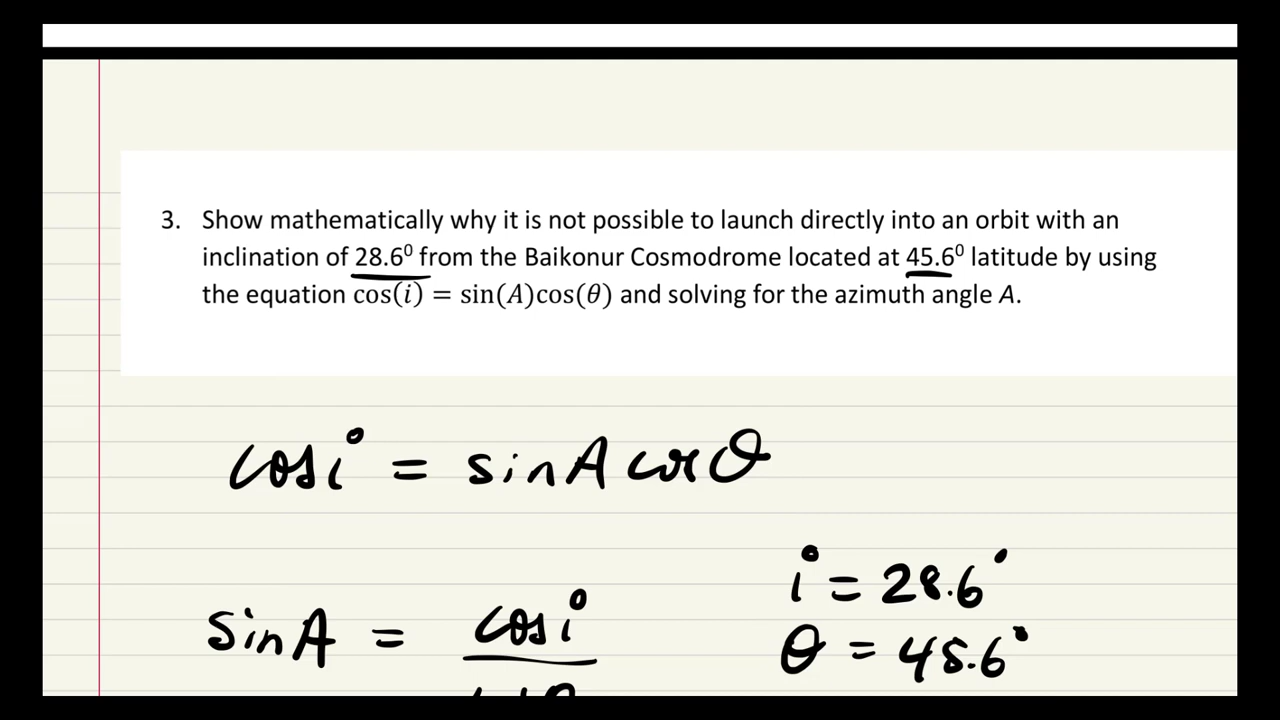 3. Show mathematically why it is not possible to launch directly into an orbit with an
inclination of 28.6⁰ from the Baikonur Cosmodrome located at 45.6⁰ latitude by using
the equation cos(i) = sin(A)cos(θ) and solving for the azimuth angle A.
cos i = sin A cos θ
i = 28.6°
sin A = cos i / cos θ
θ = 45.6°